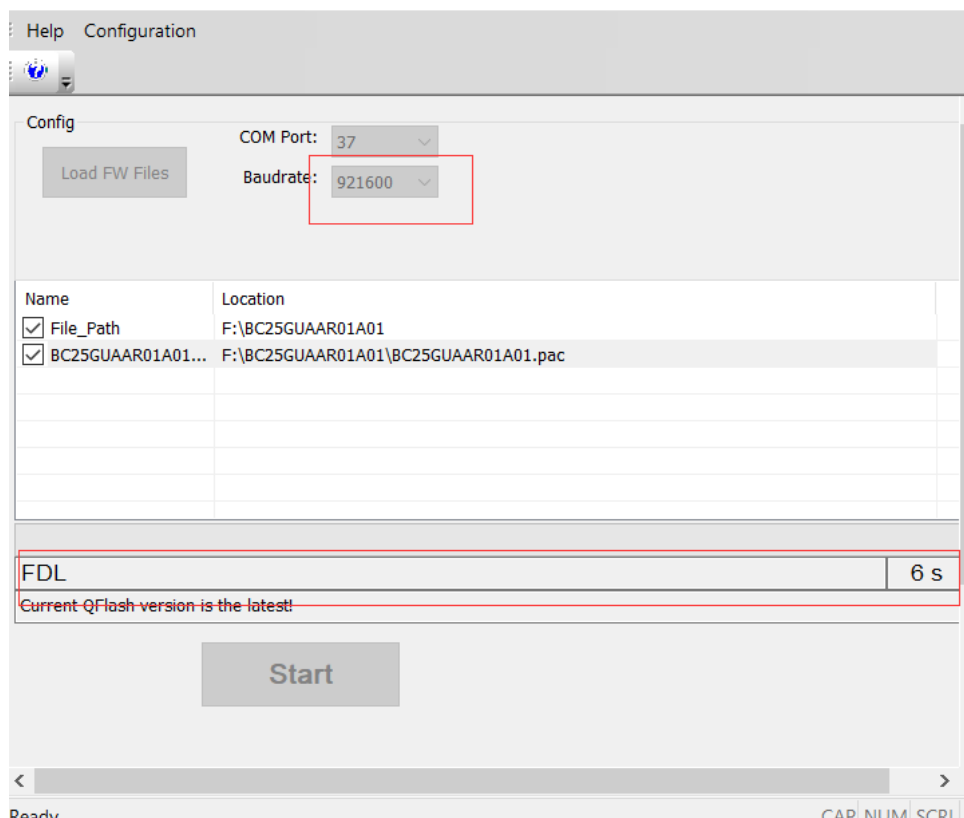 Help Configuration
Config
COM Port: 37
Load FW Files
Baudrate: 921600
Name Location
File_Path F:\BC25GUAAR01A01
BC25GUAAR01A01... F:\BC25GUAAR01A01\BC25GUAAR01A01.pac
FDL 6 s
Current QFlash version is the latest!
Start
Ready CAP NUM SCRL